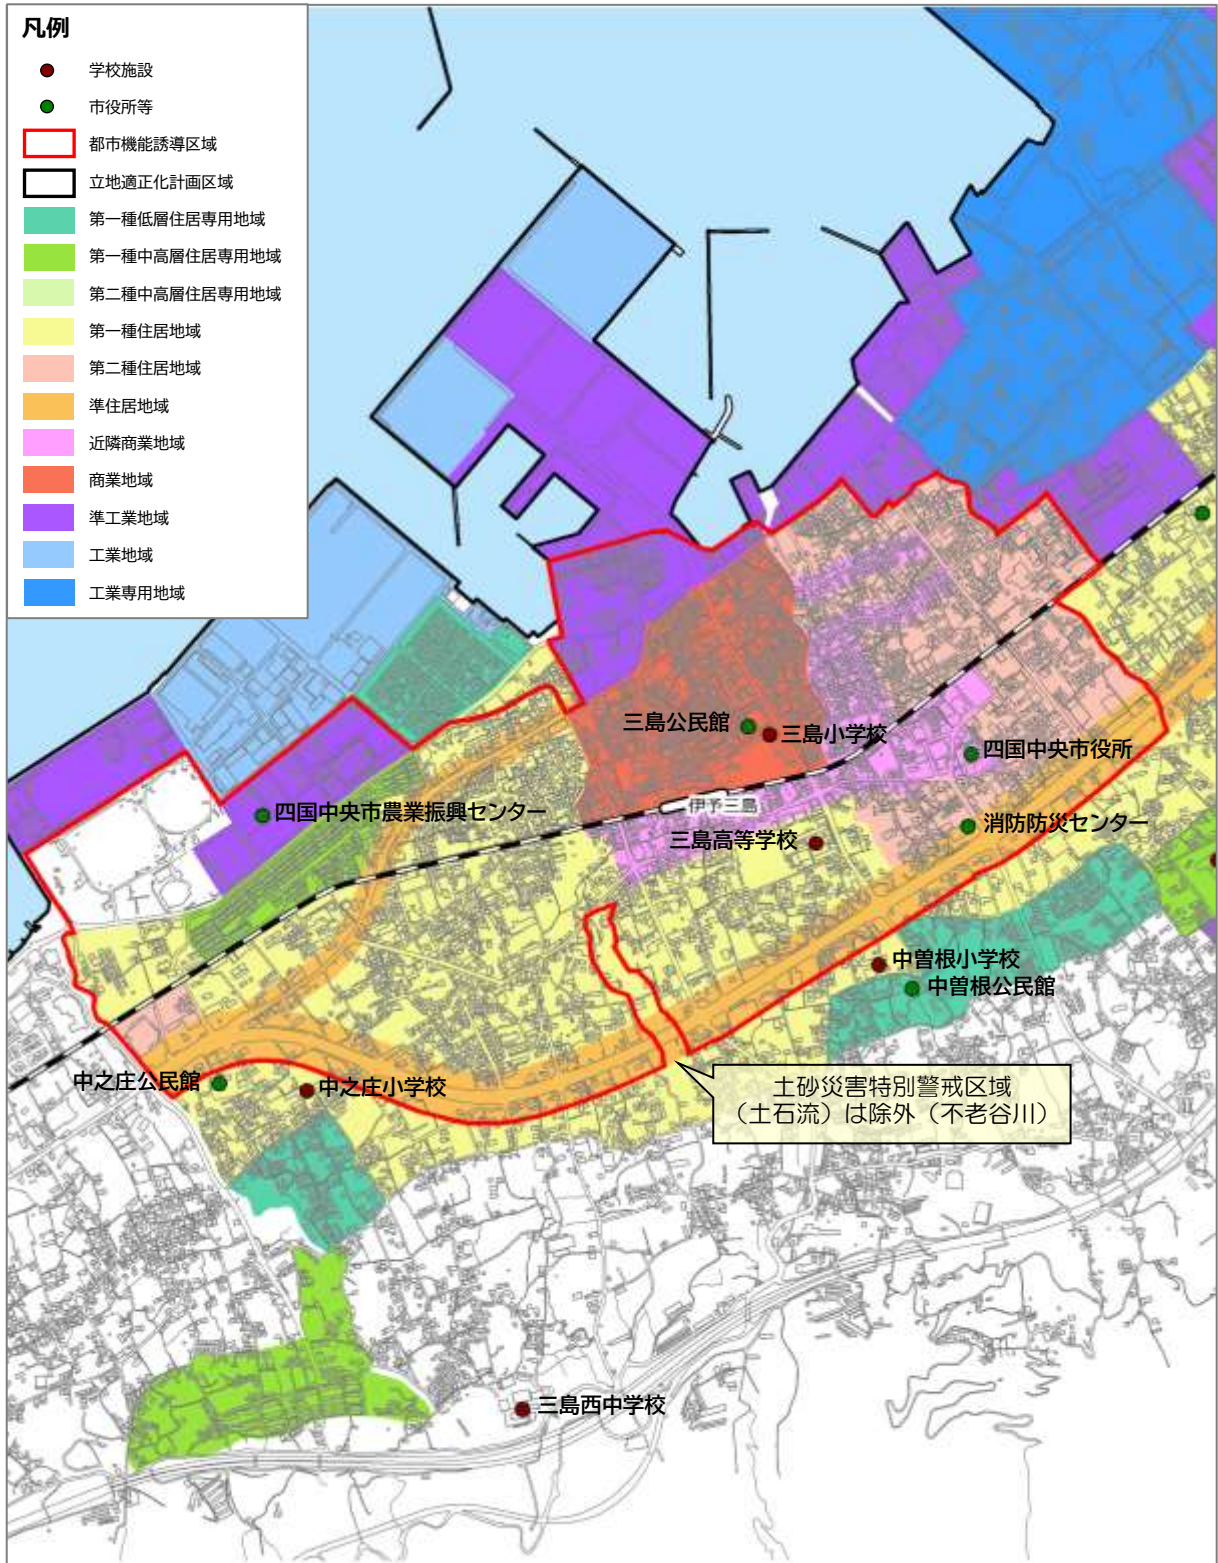 凡例
学校施設
市役所等
都市機能誘導区域
立地適正化計画区域
第一種低層住居専用地域
第一種中高層住居専用地域
第二種中高層住居専用地域
第一種住居地域
第二種住居地域
準住居地域
近隣商業地域
商業地域
準工業地域
工業地域
工業専用地域
三島公民館
三島小学校
四国中央市役所
四国中央市農業振興センター
伊予三島
三島高等学校
消防防災センター
中曽根小学校
中曽根公民館
中之庄公民館
中之庄小学校
土砂災害特別警戒区域
（土石流）は除外（不老谷川）
三島西中学校